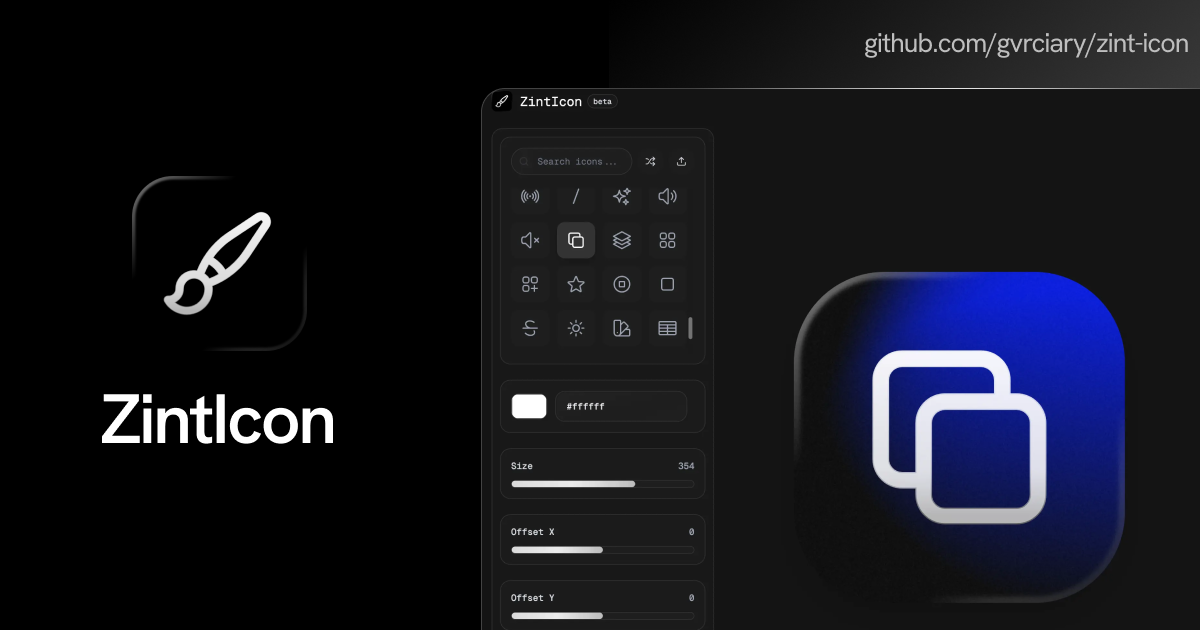 github.com/gvrciary/zint-icon
ZintIcon
ZintIcon beta
Search icons...
#ffffff
Size 354
Offset X 0
Offset Y 0